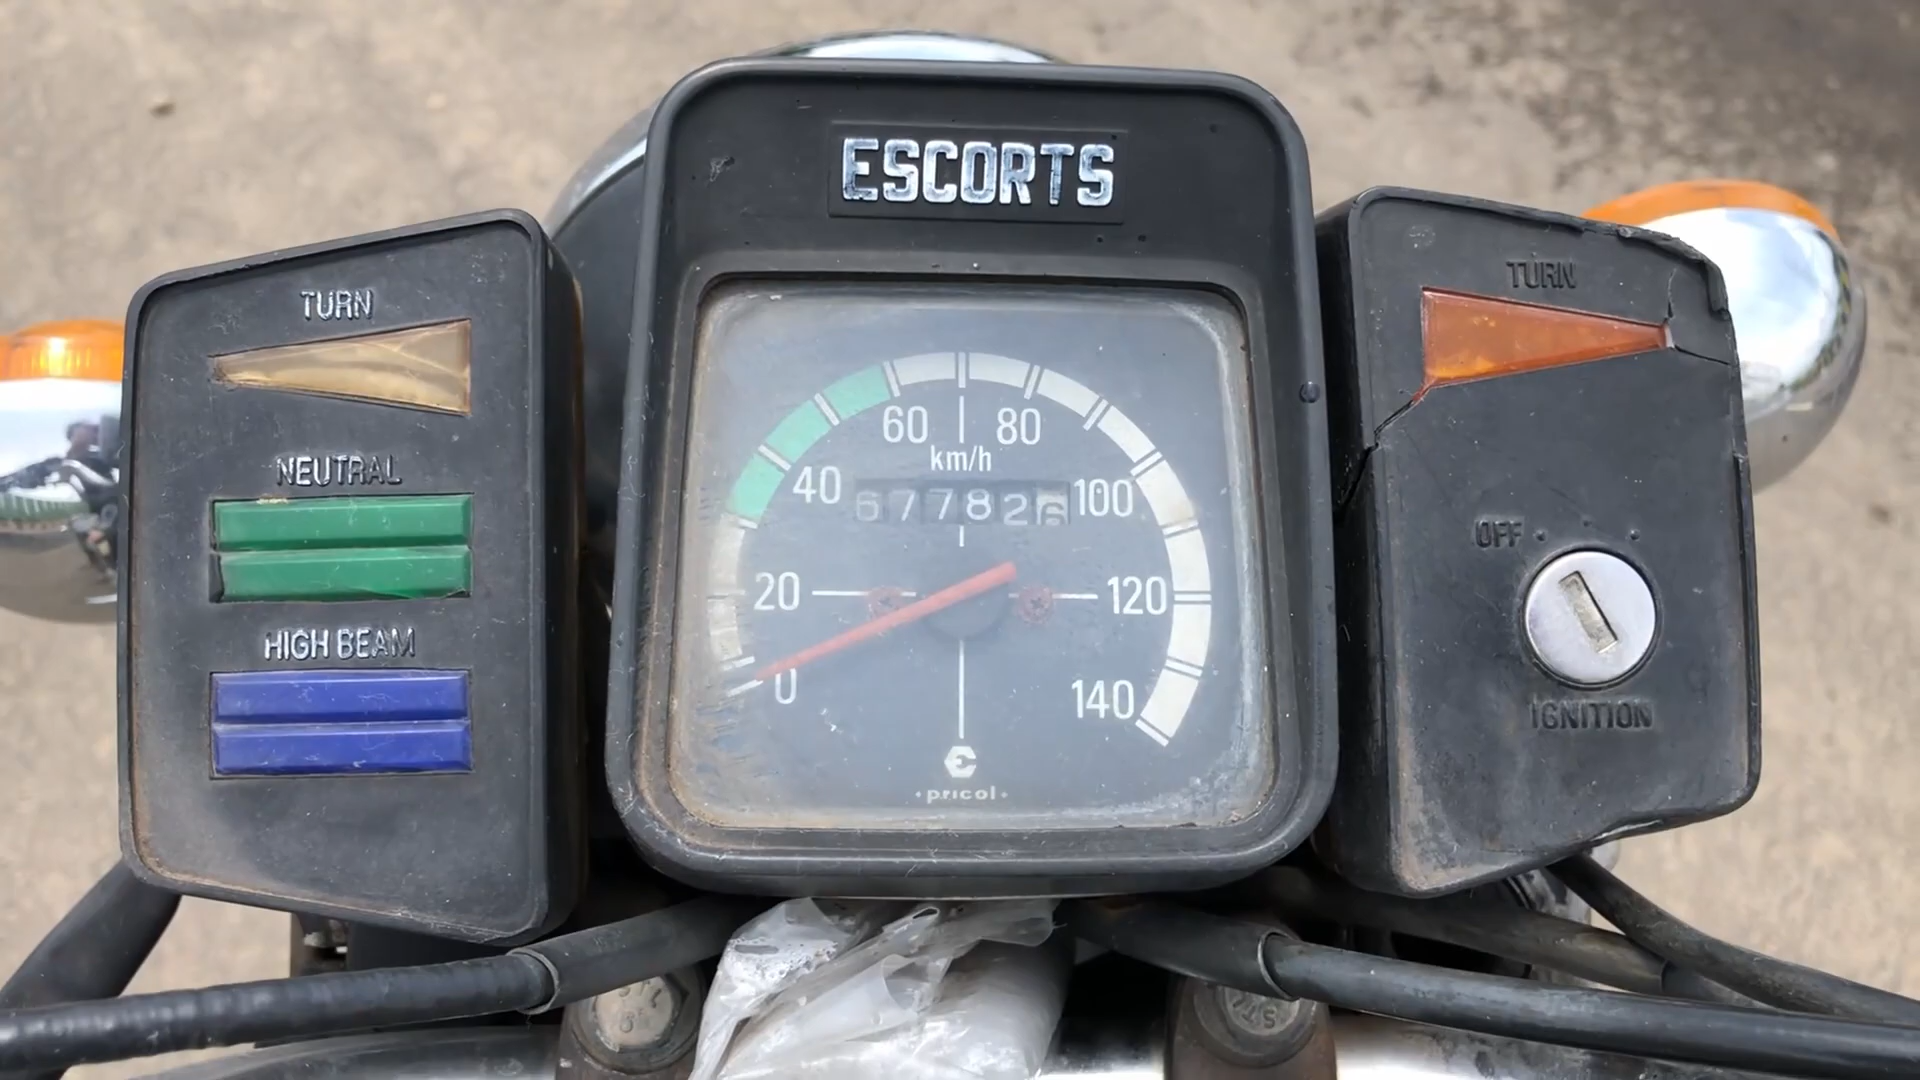 ESCORTS
TURN
NEUTRAL
HIGH BEAM
60 80
km/h
40 677826 100
20 120
0 140
pricol
TURN
OFF
IGNITION